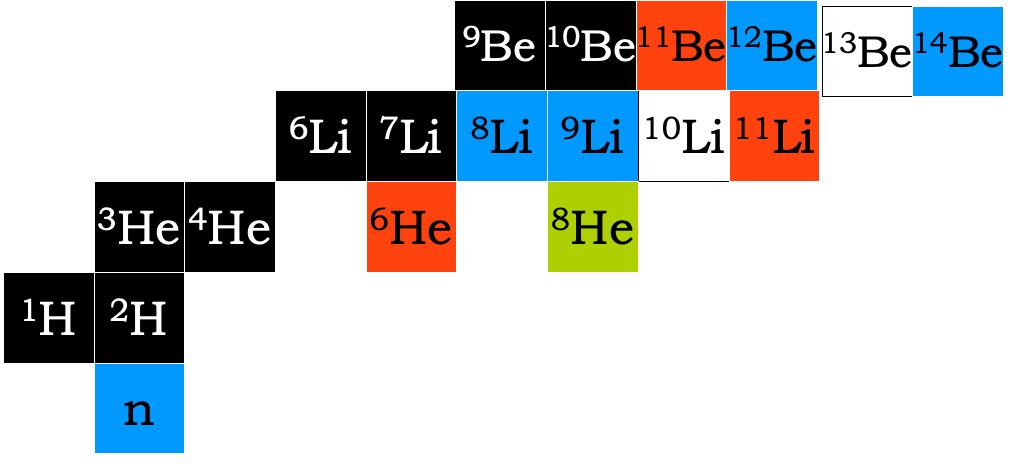 ⁹Be ¹⁰Be ¹¹Be ¹²Be ¹³Be ¹⁴Be
⁶Li ⁷Li ⁸Li ⁹Li ¹⁰Li ¹¹Li
³He ⁴He ⁶He ⁸He
¹H ²H
n